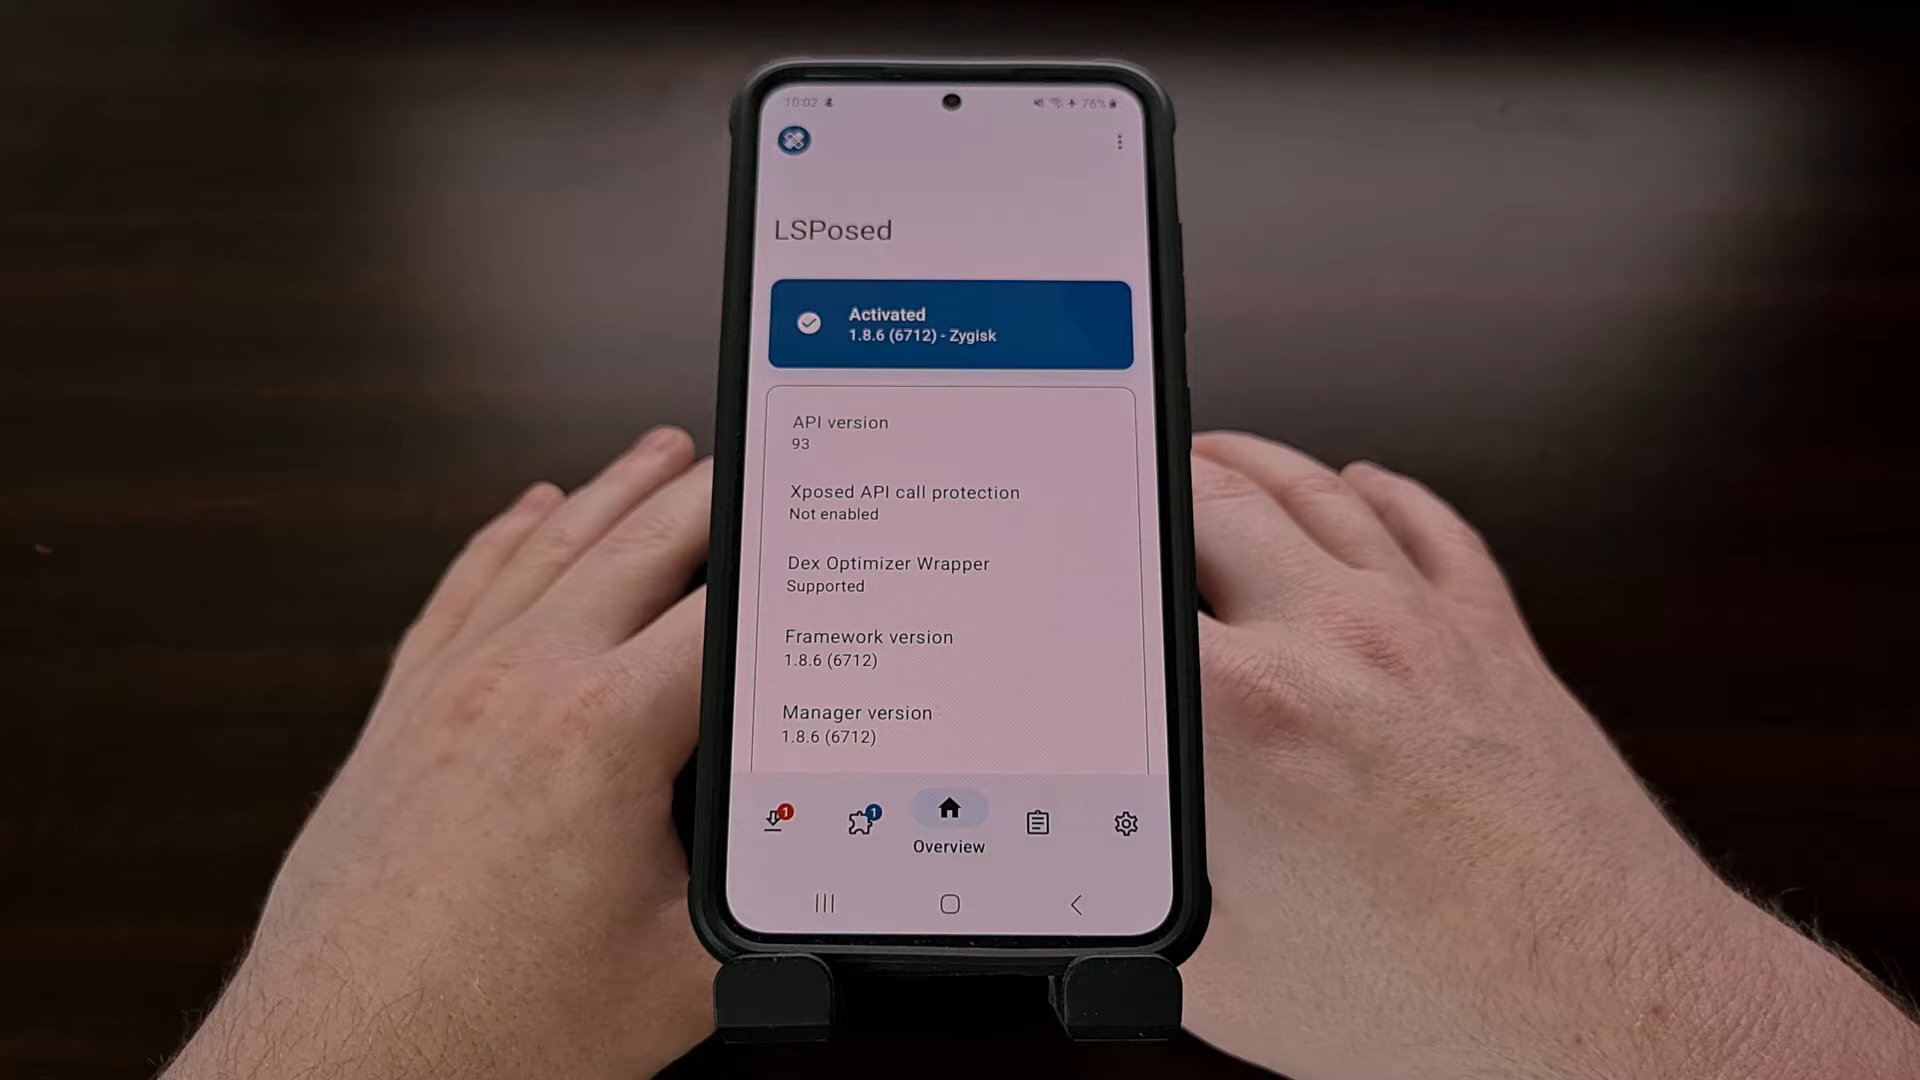 10:02
76%
LSPosed
Activated
1.8.6 (6712) - Zygisk
API version
93
Xposed API call protection
Not enabled
Dex Optimizer Wrapper
Supported
Framework version
1.8.6 (6712)
Manager version
1.8.6 (6712)
1
1
Overview